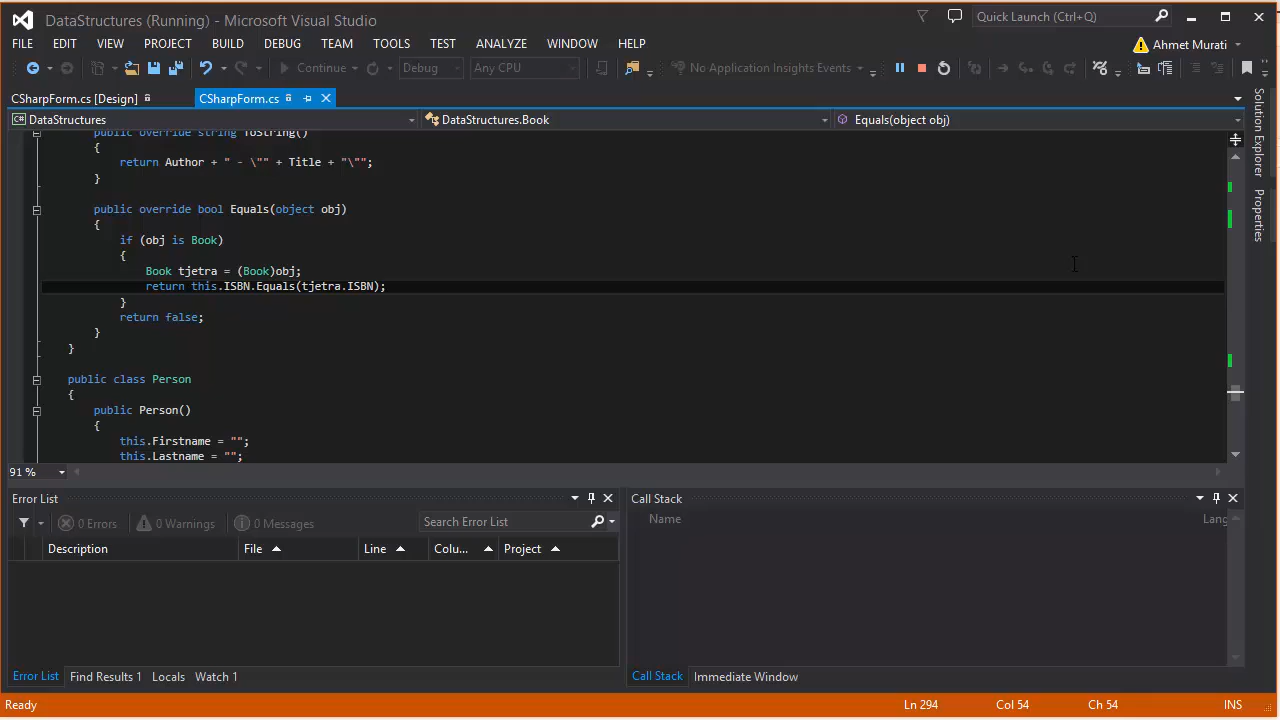 DataStructures (Running) - Microsoft Visual Studio
Quick Launch (Ctrl+Q)
FILE EDIT VIEW PROJECT BUILD DEBUG TEAM TOOLS TEST ANALYZE WINDOW HELP
Ahmet Murati
Continue Debug Any CPU No Application Insights Events
CSharpForm.cs [Design] CSharpForm.cs
DataStructures DataStructures.Book Equals(object obj)
public override string ToString()
{
return Author + " - \"" + Title + "\"";
}
public override bool Equals(object obj)
{
if (obj is Book)
{
Book tjetra = (Book)obj;
return this.ISBN.Equals(tjetra.ISBN);
}
return false;
}
}
public class Person
{
public Person()
{
this.Firstname = "";
this.Lastname = "";
91 %
Solution Explorer
Properties
Error List
0 Errors 0 Warnings 0 Messages Search Error List
Description File Line Colu... Project
Error List Find Results 1 Locals Watch 1
Call Stack
Name Lang
Call Stack Immediate Window
Ready Ln 294 Col 54 Ch 54 INS